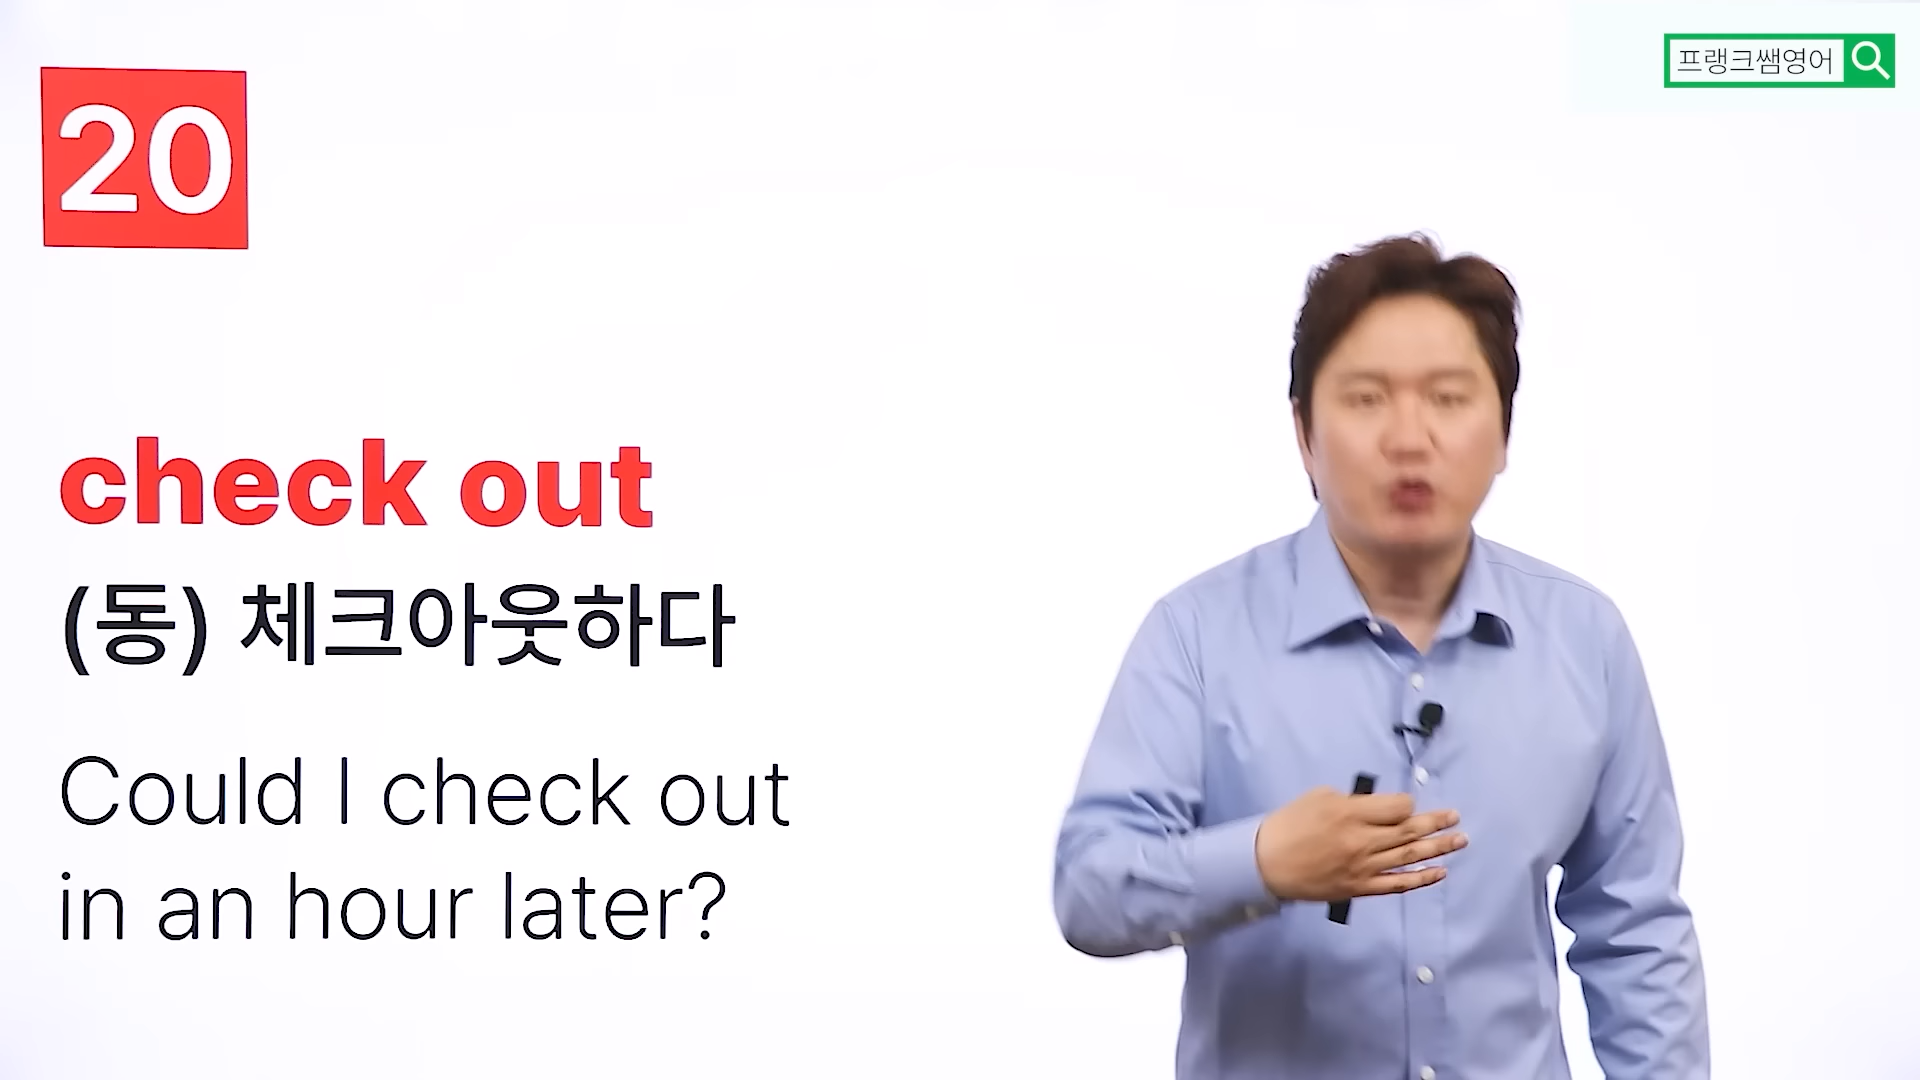 프랭크쌤영어
20
check out
(동) 체크아웃하다
Could I check out
in an hour later?